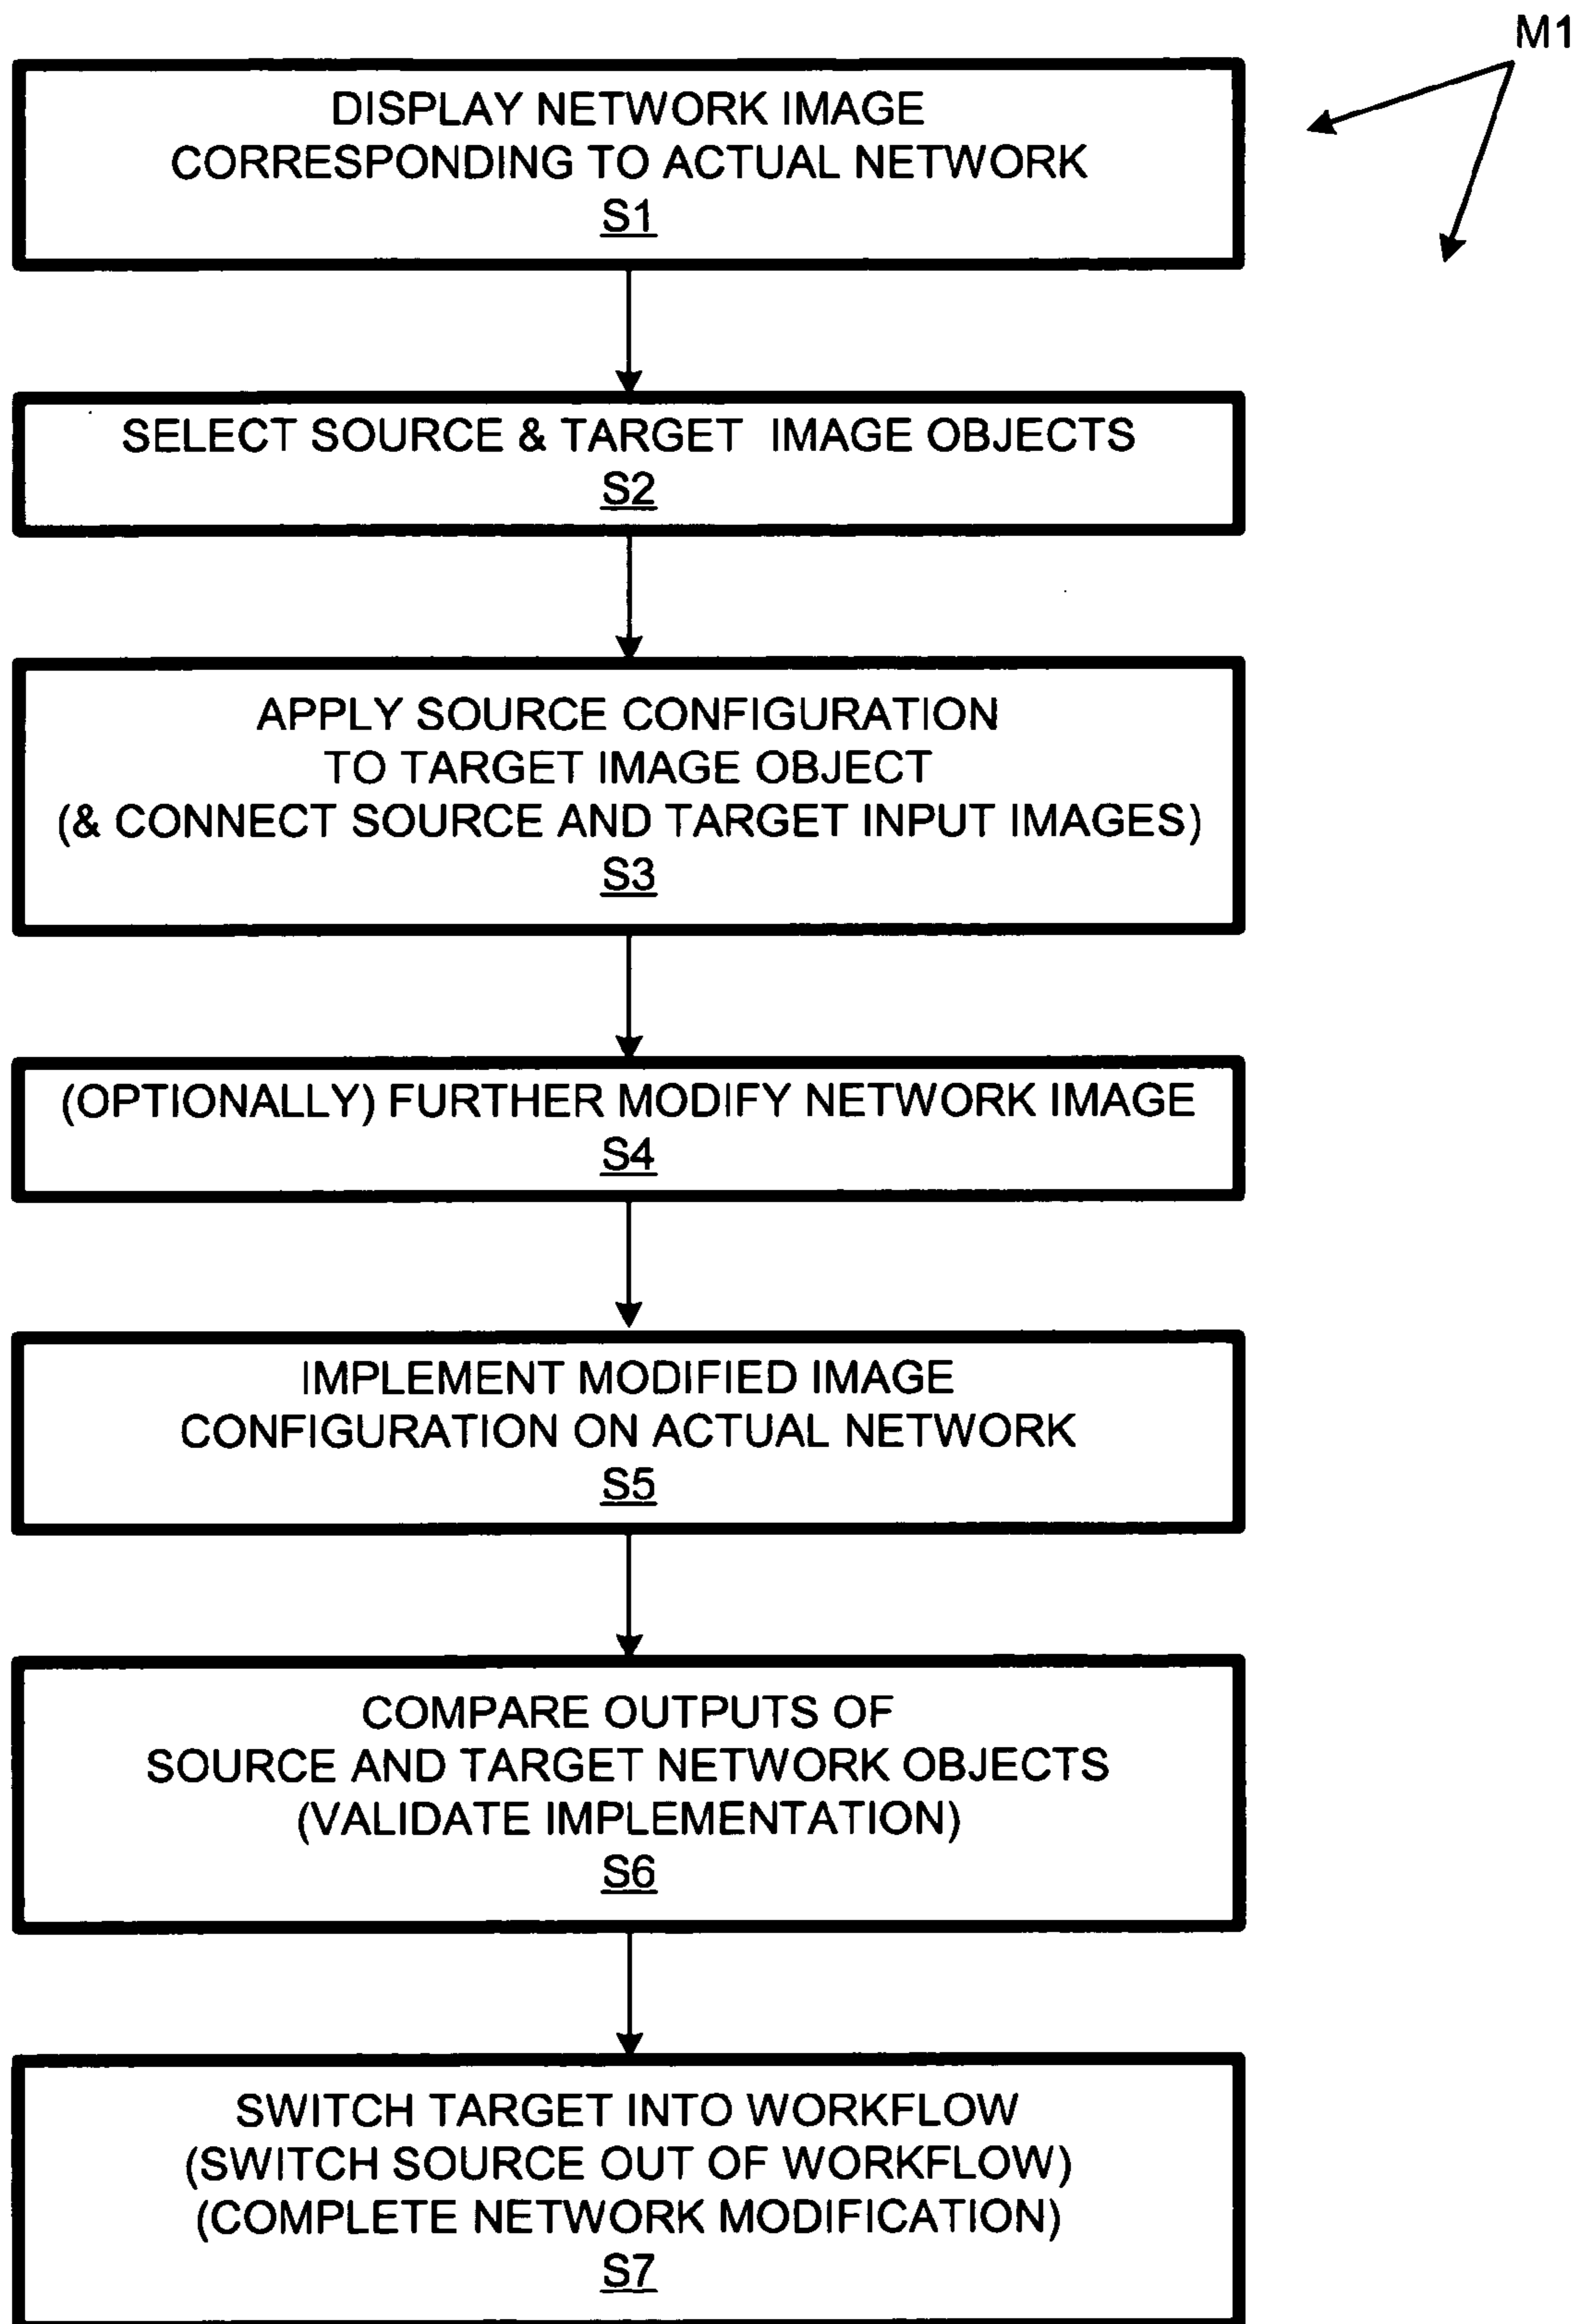 M1
DISPLAY NETWORK IMAGE
CORRESPONDING TO ACTUAL NETWORK
S1
SELECT SOURCE & TARGET IMAGE OBJECTS
S2
APPLY SOURCE CONFIGURATION
TO TARGET IMAGE OBJECT
(& CONNECT SOURCE AND TARGET INPUT IMAGES)
S3
(OPTIONALLY) FURTHER MODIFY NETWORK IMAGE
S4
IMPLEMENT MODIFIED IMAGE
CONFIGURATION ON ACTUAL NETWORK
S5
COMPARE OUTPUTS OF
SOURCE AND TARGET NETWORK OBJECTS
(VALIDATE IMPLEMENTATION)
S6
SWITCH TARGET INTO WORKFLOW
(SWITCH SOURCE OUT OF WORKFLOW)
(COMPLETE NETWORK MODIFICATION)
S7